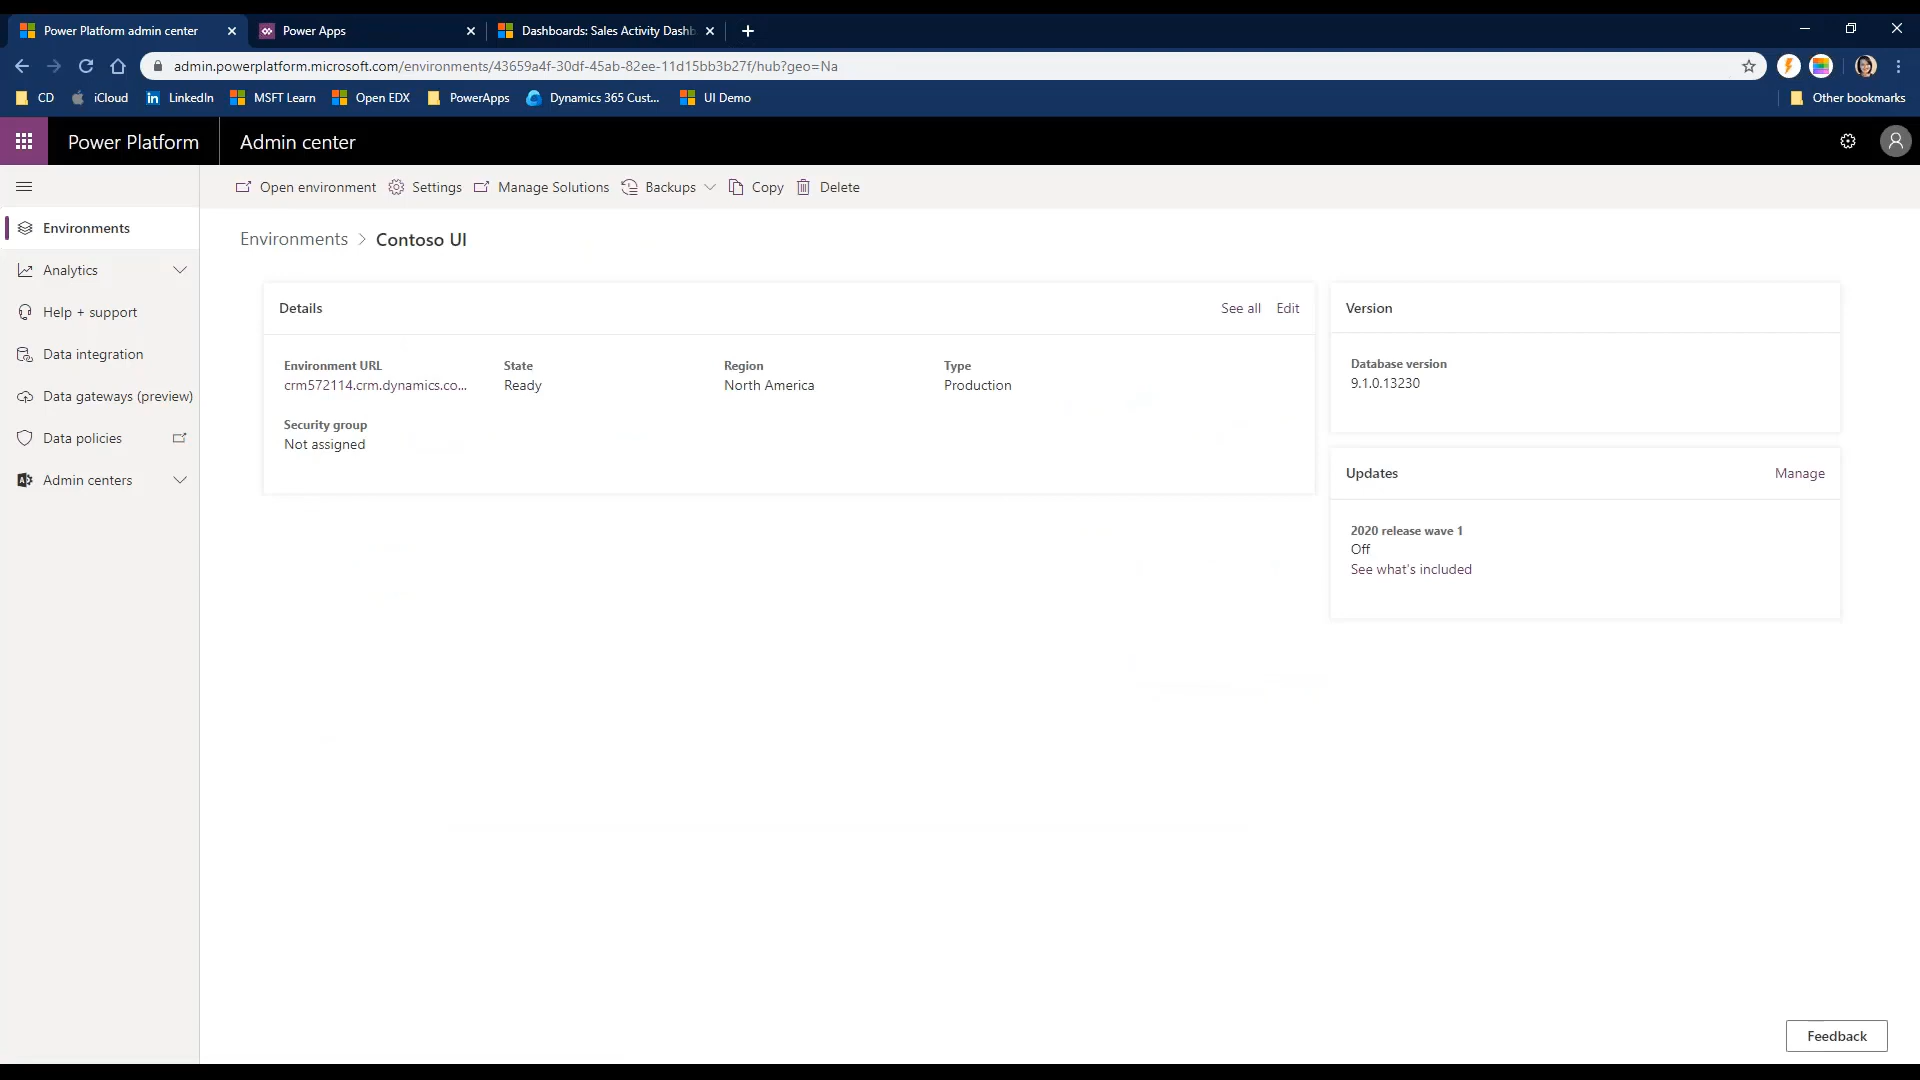 Power Platform admin center
Power Apps
Dashboards: Sales Activity Dashb
admin.powerplatform.microsoft.com/environments/43659a4f-30df-45ab-82ee-11d15bb3b27f/hub?geo=Na
CD
iCloud
LinkedIn
MSFT Learn
Open EDX
PowerApps
Dynamics 365 Cust...
UI Demo
Other bookmarks
Power Platform
Admin center
Open environment
Settings
Manage Solutions
Backups
Copy
Delete
Environments
Analytics
Help + support
Data integration
Data gateways (preview)
Data policies
Admin centers
Environments > Contoso UI
Details
See all
Edit
Environment URL
crm572114.crm.dynamics.co...
State
Ready
Region
North America
Type
Production
Security group
Not assigned
Version
Database version
9.1.0.13230
Updates
Manage
2020 release wave 1
Off
See what's included
Feedback